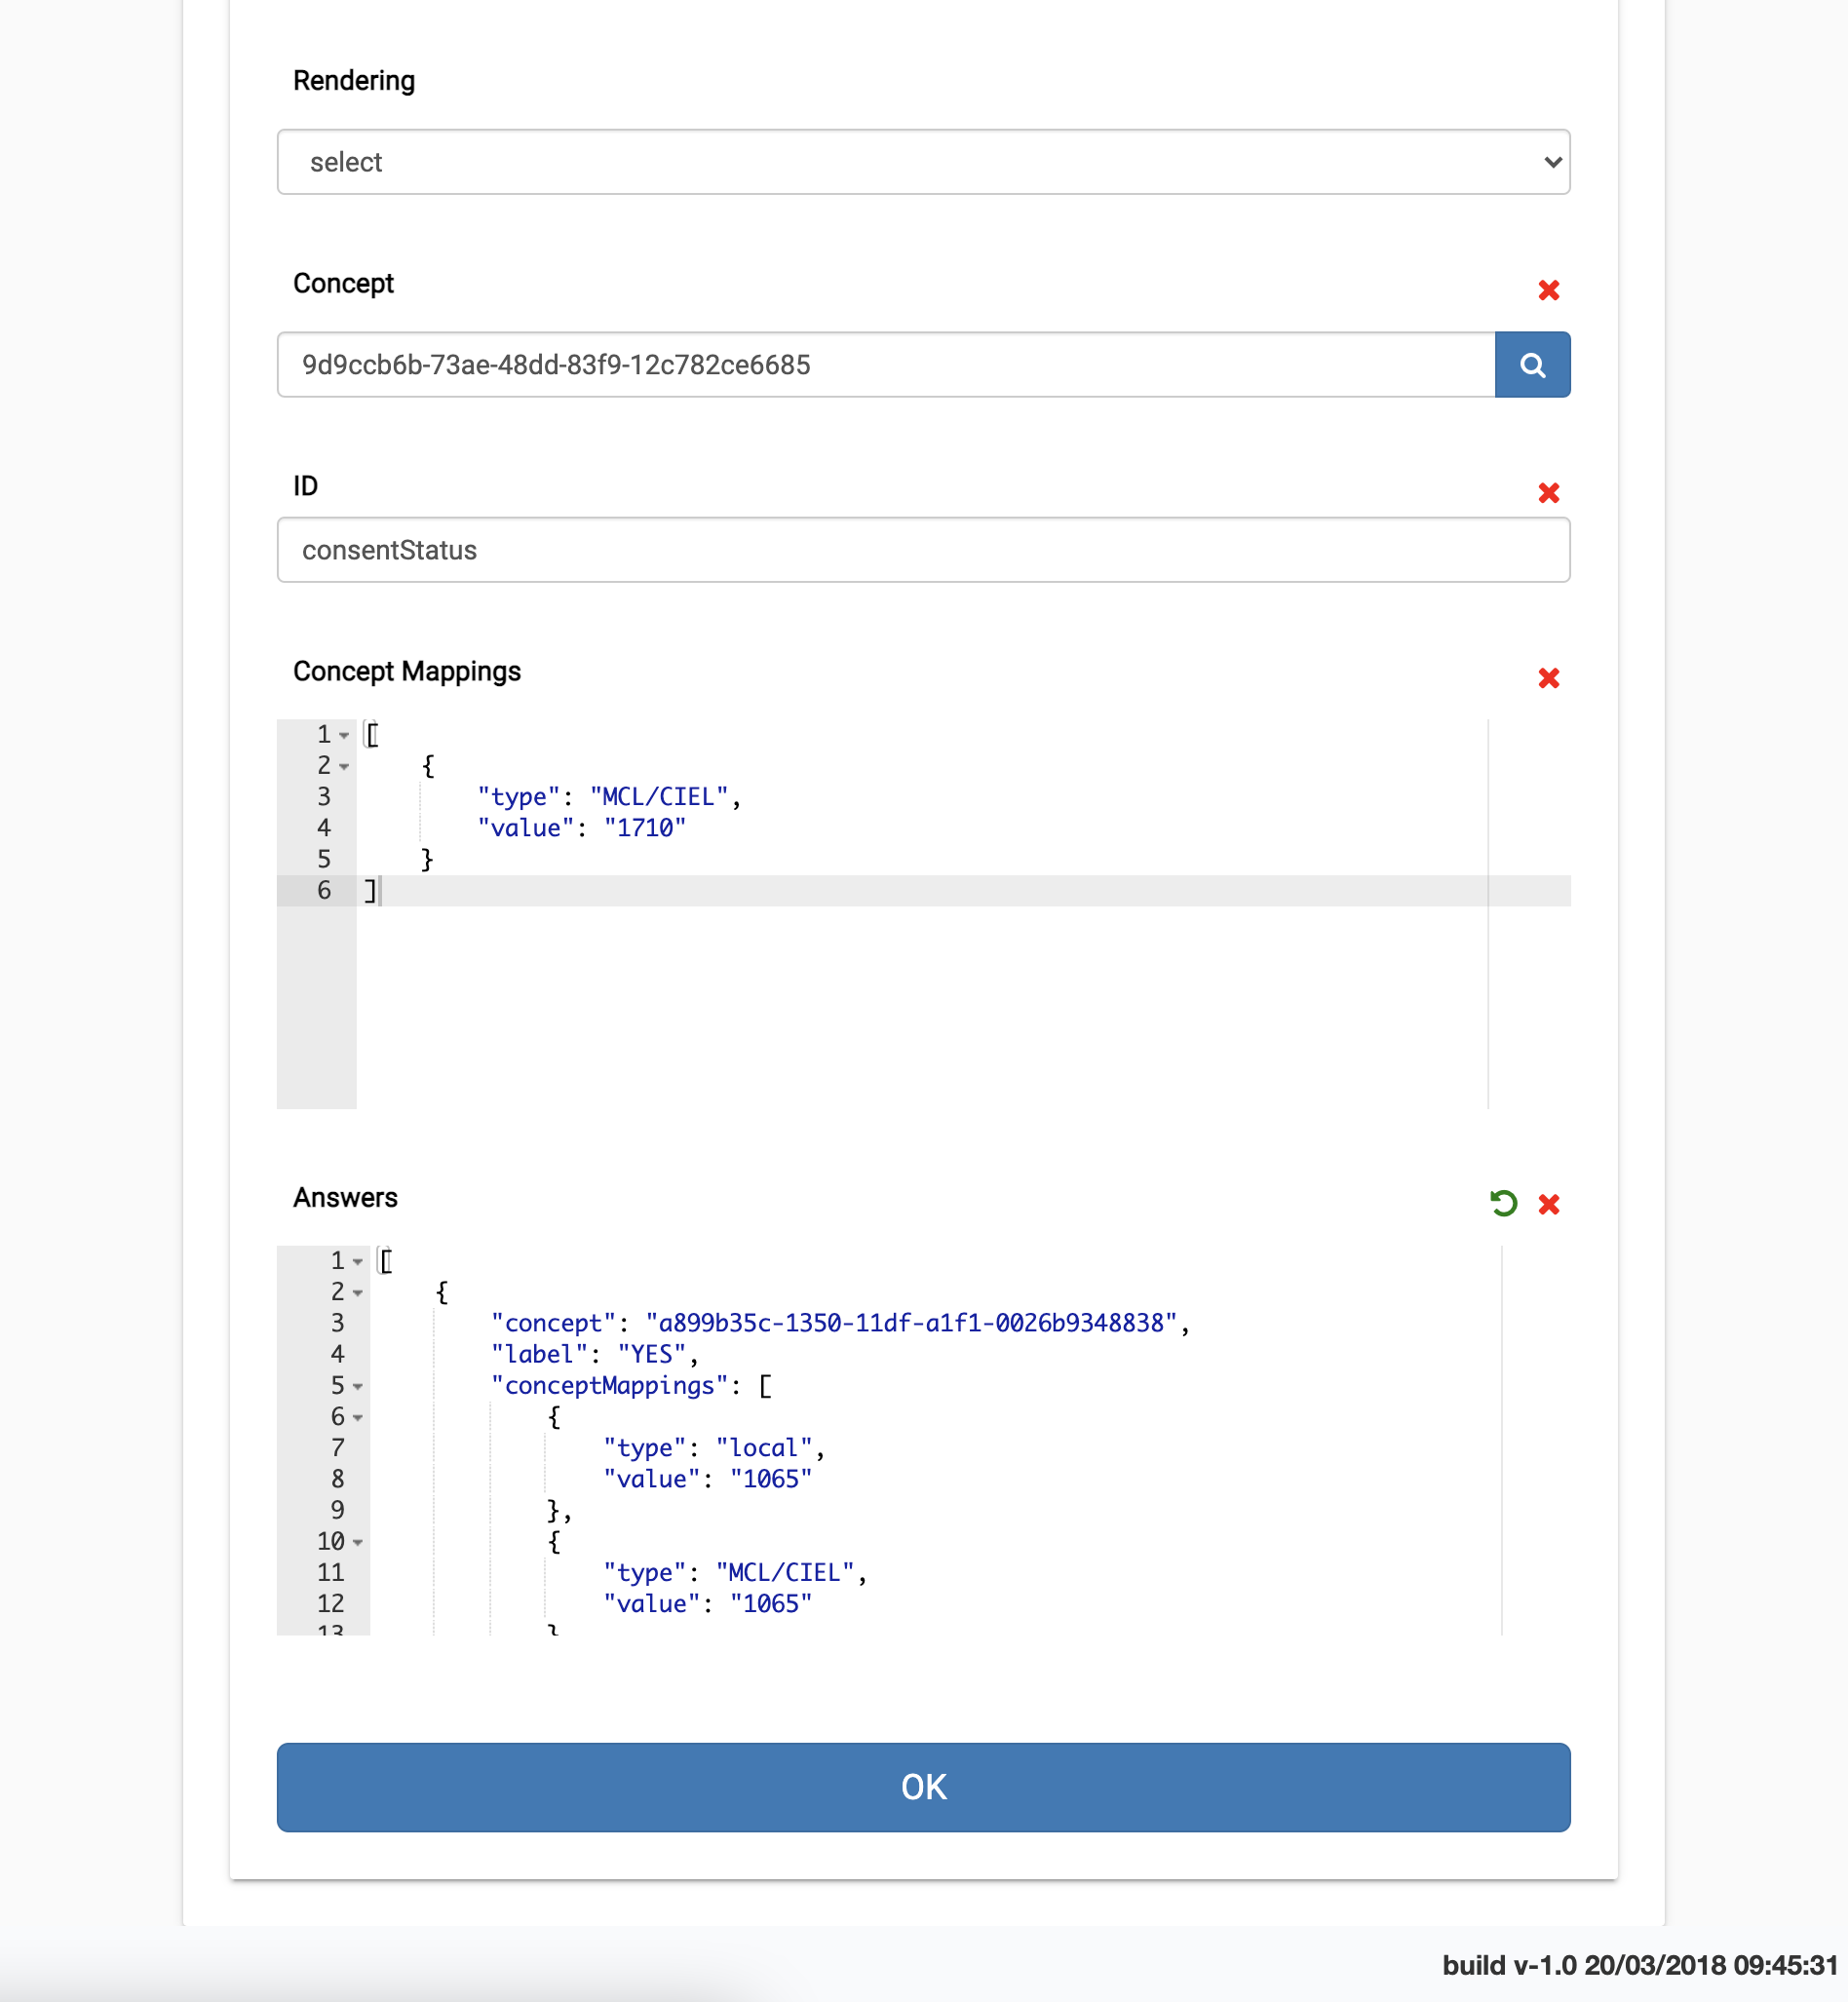 Rendering
select
Concept
9d9ccb6b-73ae-48dd-83f9-12c782ce6685
ID
consentStatus
Concept Mappings
1 [
2 {
3 "type": "MCL/CIEL",
4 "value": "1710"
5 }
6 ]
Answers
1 [
2 {
3 "concept": "a899b35c-1350-11df-a1f1-0026b9348838",
4 "label": "YES",
5 "conceptMappings": [
6 {
7 "type": "local",
8 "value": "1065"
9 },
10 {
11 "type": "MCL/CIEL",
12 "value": "1065"
13 }
OK
build v-1.0 20/03/2018 09:45:31